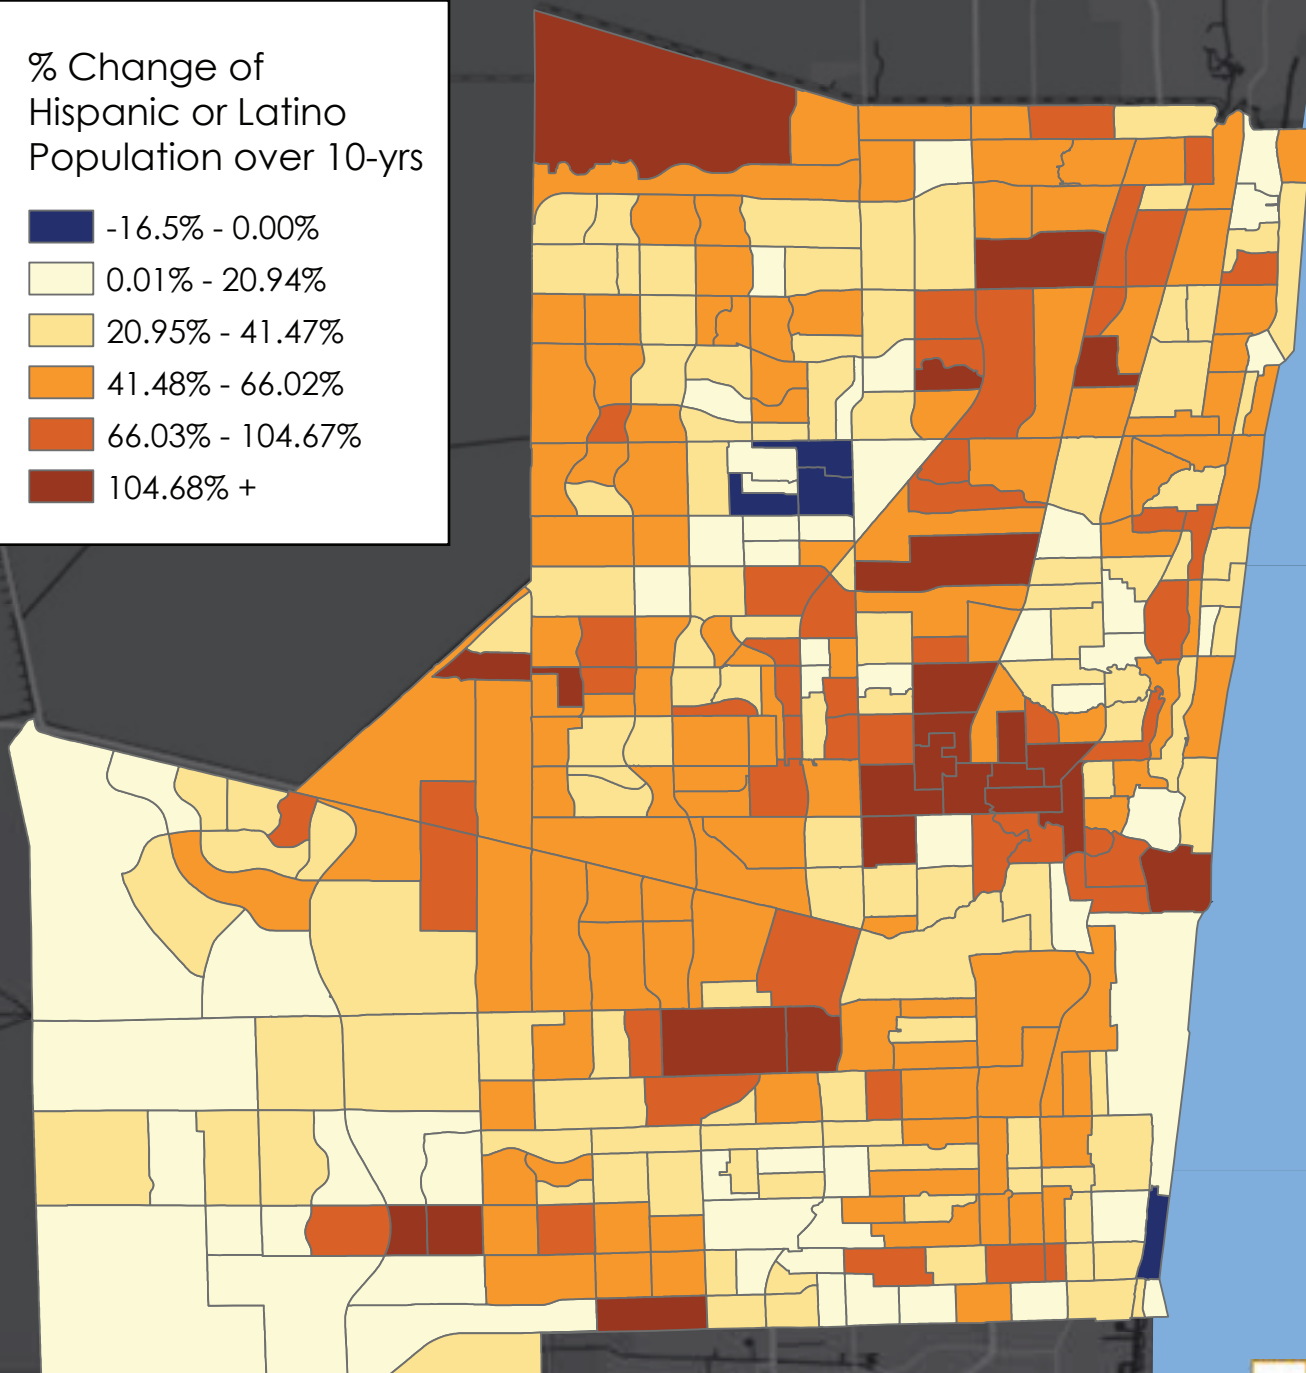 % Change of
Hispanic or Latino
Population over 10-yrs
-16.5% - 0.00%
0.01% - 20.94%
20.95% - 41.47%
41.48% - 66.02%
66.03% - 104.67%
104.68% +